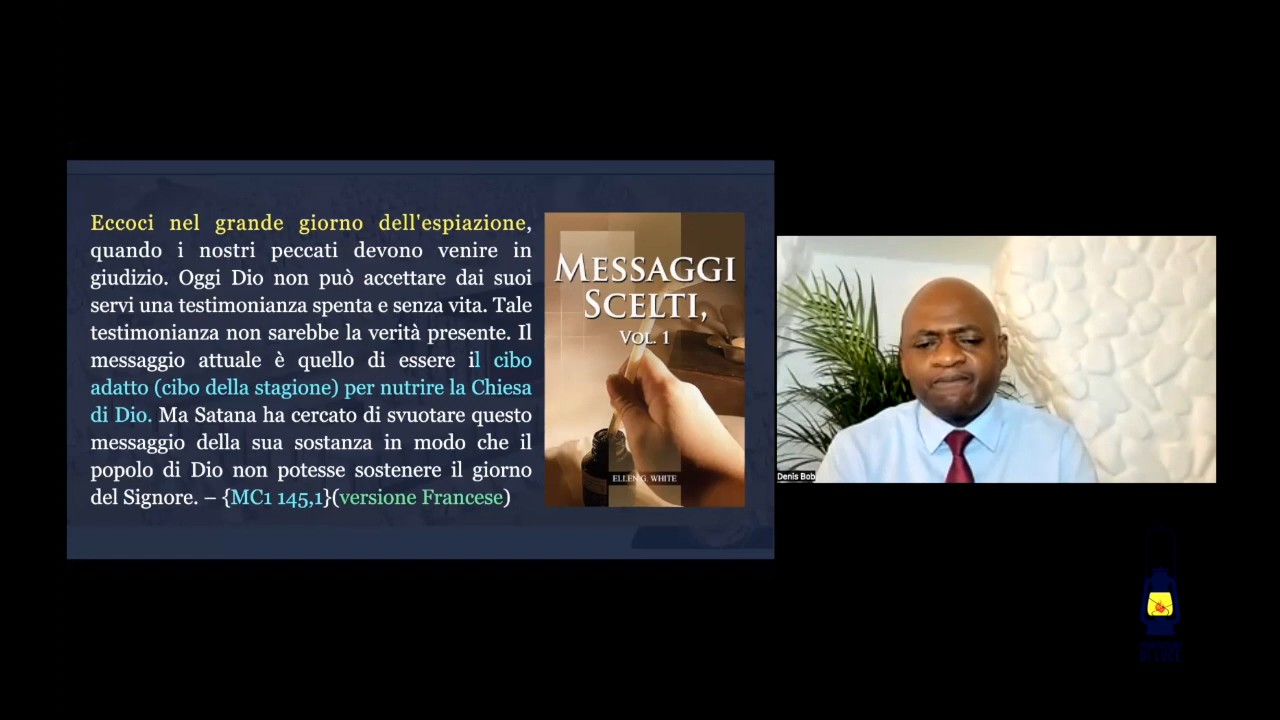 Eccoci nel grande giorno dell'espiazione,
quando i nostri peccati devono venire in
giudizio. Oggi Dio non può accettare dai suoi
servi una testimonianza spenta e senza vita. Tale
testimonianza non sarebbe la verità presente. Il
messaggio attuale è quello di essere il cibo
adatto (cibo della stagione) per nutrire la Chiesa
di Dio. Ma Satana ha cercato di svuotare questo
messaggio della sua sostanza in modo che il
popolo di Dio non potesse sostenere il giorno
del Signore. – {MC1 145,1}(versione Francese)
MESSAGGI
SCELTI,
VOL. 1
ELLEN G. WHITE
Denis Bob
DI LUCE